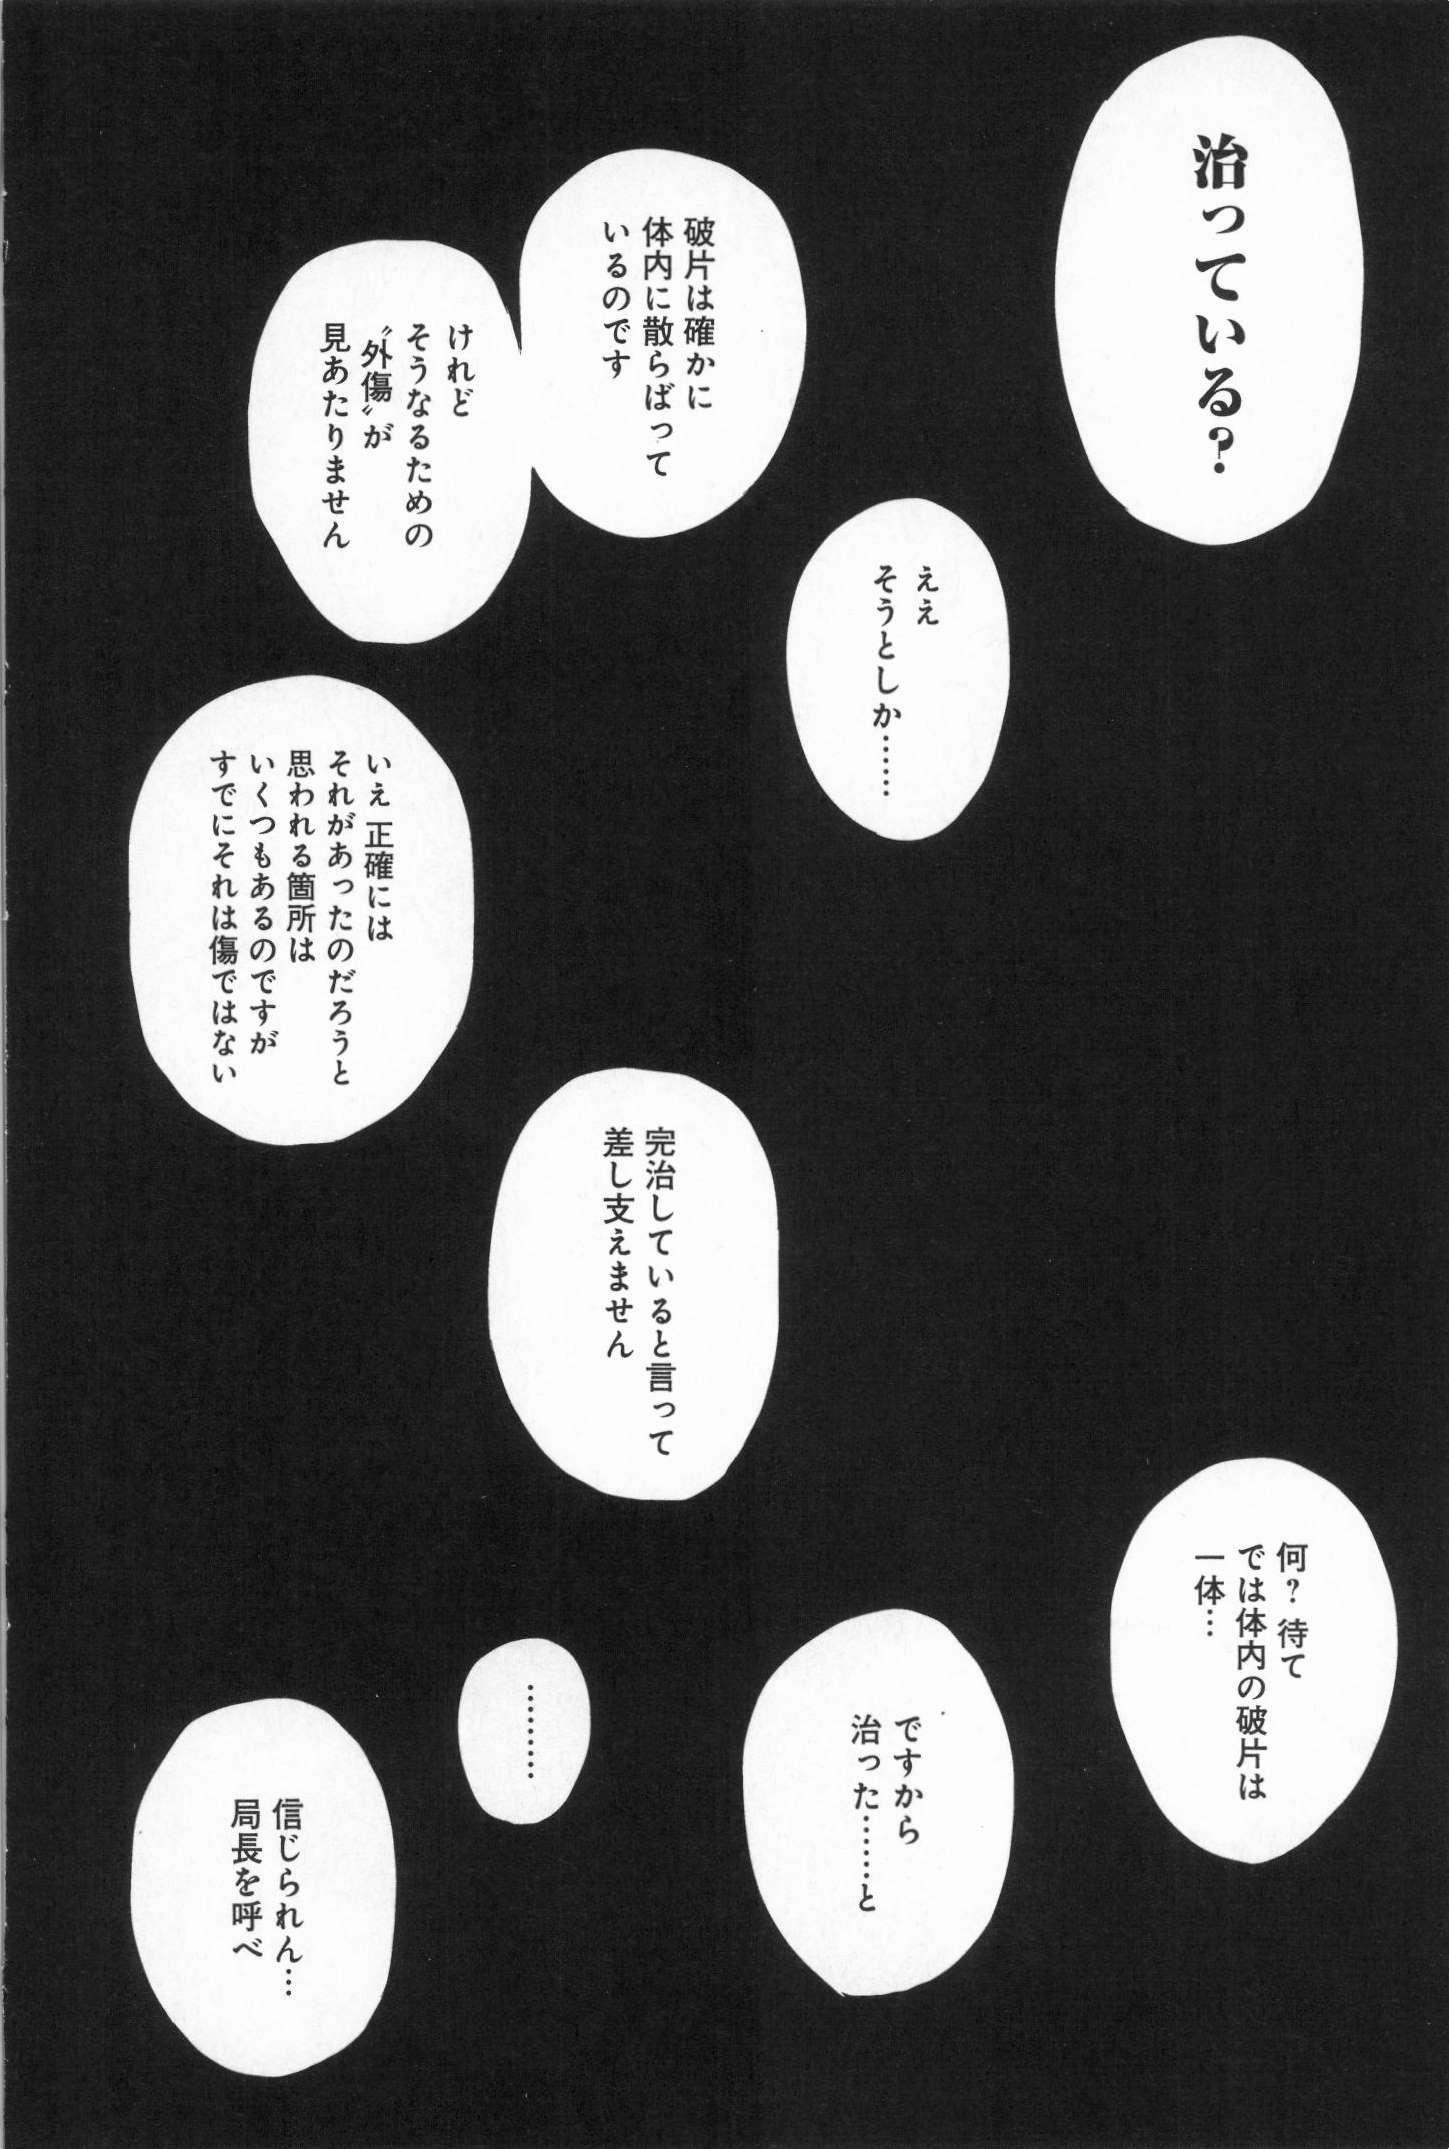 治っている?
ええ
そうとしか……
破片は確かに
体内に散らばって
いるのです
けれど
そうなるための
〝外傷〟が
見あたりません
いえ 正確には
それがあったのだろうと
思われる箇所は
いくつもあるのですが
すでにそれは傷ではない
完治していると言って
差し支えません
何? 待て
では体内の破片は
一体…
ですから
治った……と
………
信じられん…
局長を呼べ